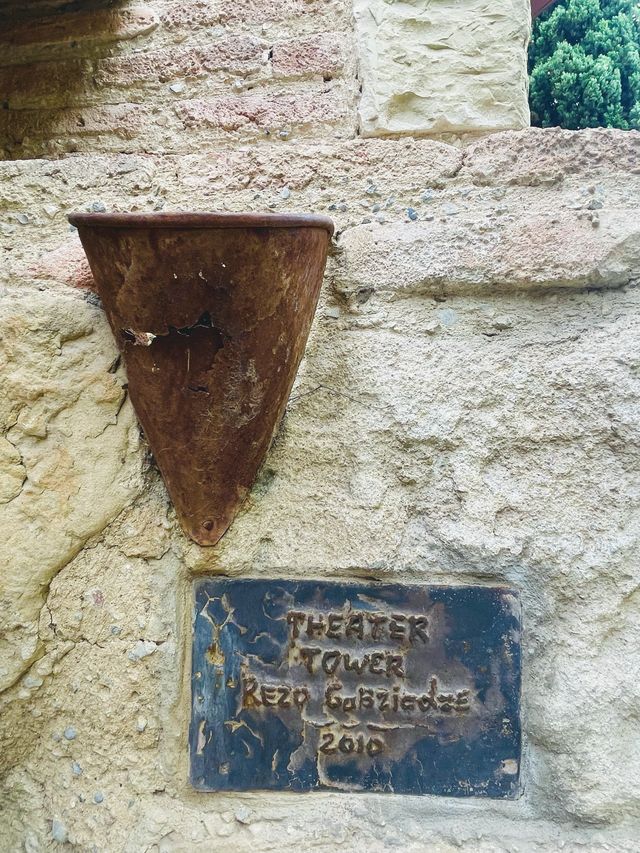 THEATER
TOWER
REZO GaBRiadze
2010